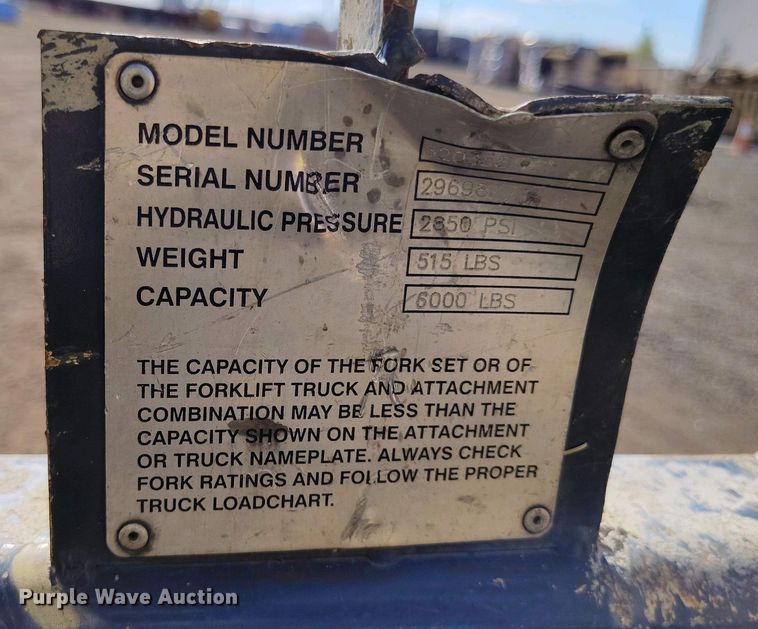 MODEL NUMBER
SERIAL NUMBER 29698
HYDRAULIC PRESSURE 2850 PSI
WEIGHT 515 LBS
CAPACITY 6000 LBS
THE CAPACITY OF THE FORK SET OR OF
THE FORKLIFT TRUCK AND ATTACHMENT
COMBINATION MAY BE LESS THAN THE
CAPACITY SHOWN ON THE ATTACHMENT
OR TRUCK NAMEPLATE. ALWAYS CHECK
FORK RATINGS AND FOLLOW THE PROPER
TRUCK LOADCHART.
Purple Wave Auction